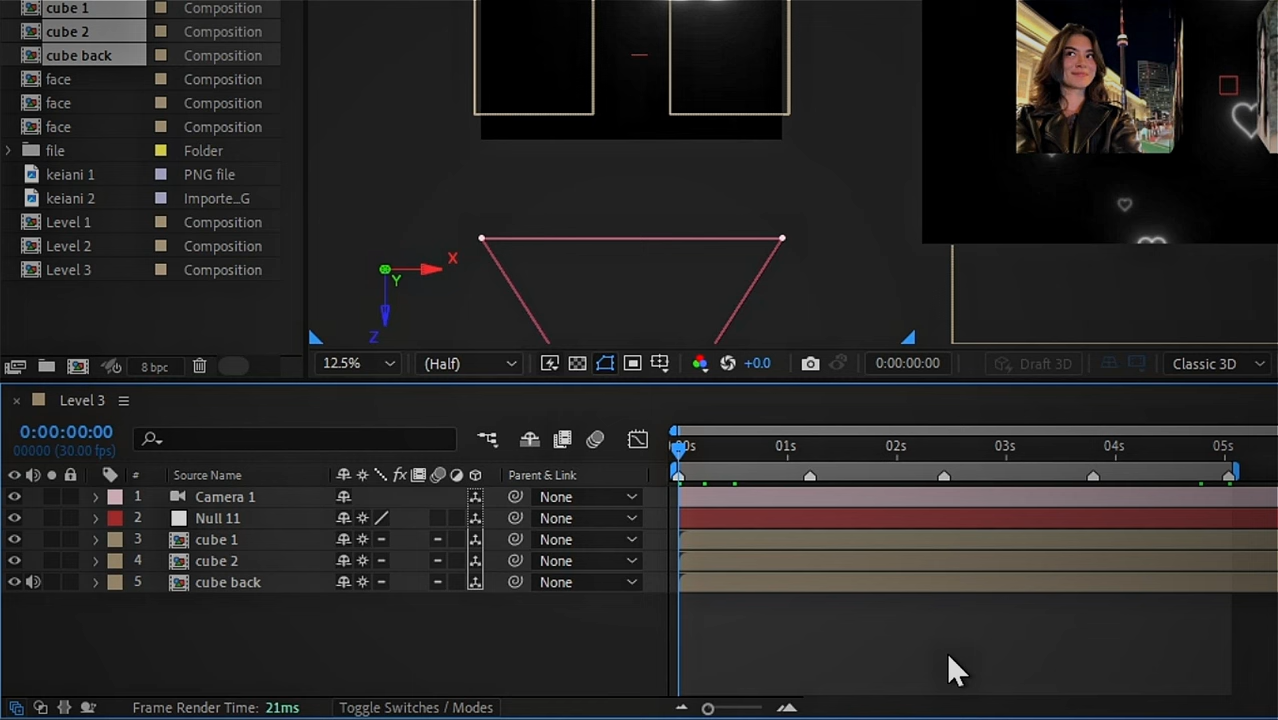 cube 1 Composition
cube 2 Composition
cube back Composition
face Composition
face Composition
face Composition
file Folder
keiani 1 PNG file
keiani 2 Importe_G
Level 1 Composition
Level 2 Composition
Level 3 Composition
X
Y
Z
8 bpc
12.5% (Half) +0.0 0:00:00:00 Draft 3D Classic 3D
Level 3
0:00:00:00
00000 (30.00 fps)
:00s 01s 02s 03s 04s 05s
# Source Name fx Parent & Link
1 Camera 1 None
2 Null 11 None
3 cube 1 None
4 cube 2 None
5 cube back None
Frame Render Time: 21ms Toggle Switches / Modes